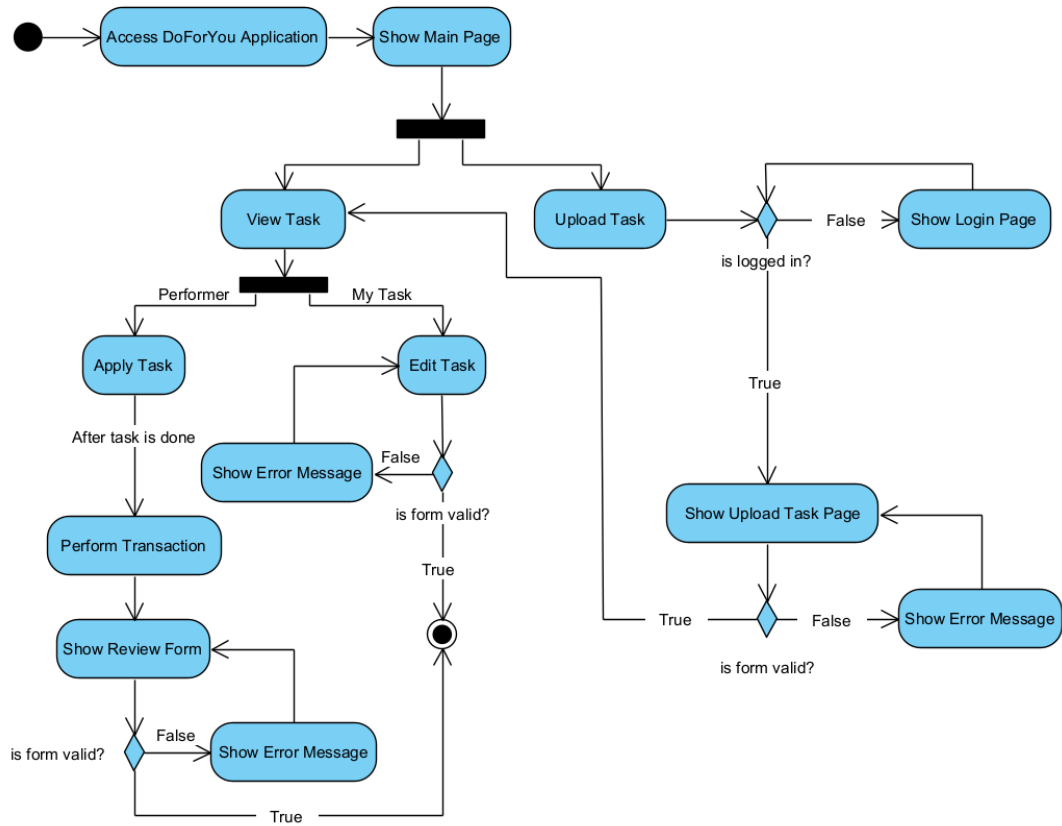 Access DoForYou Application
Show Main Page
View Task
Upload Task
False
Show Login Page
is logged in?
Performer
My Task
Apply Task
Edit Task
True
After task is done
Show Error Message
False
is form valid?
Show Upload Task Page
Perform Transaction
True
True
False
Show Error Message
Show Review Form
is form valid?
is form valid?
False
Show Error Message
True